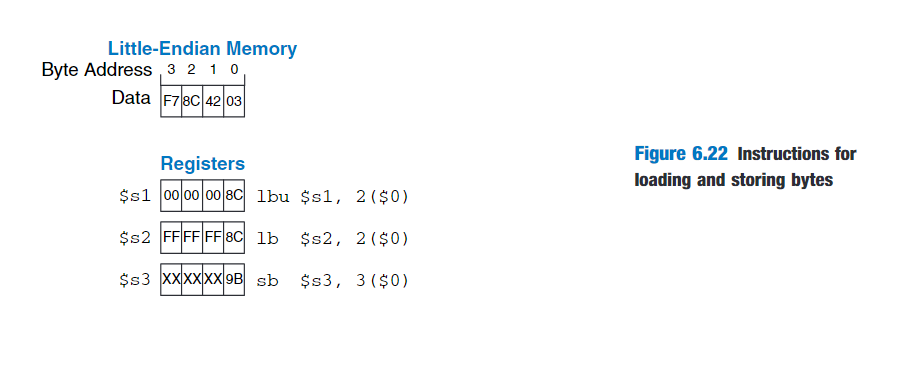 Little-Endian Memory
Byte Address 3 2 1 0
Data F7 8C 42 03
Registers
$s1 00 00 00 8C lbu $s1, 2($0)
$s2 FF FF FF 8C lb $s2, 2($0)
$s3 XX XX XX 9B sb $s3, 3($0)
Figure 6.22 Instructions for
loading and storing bytes